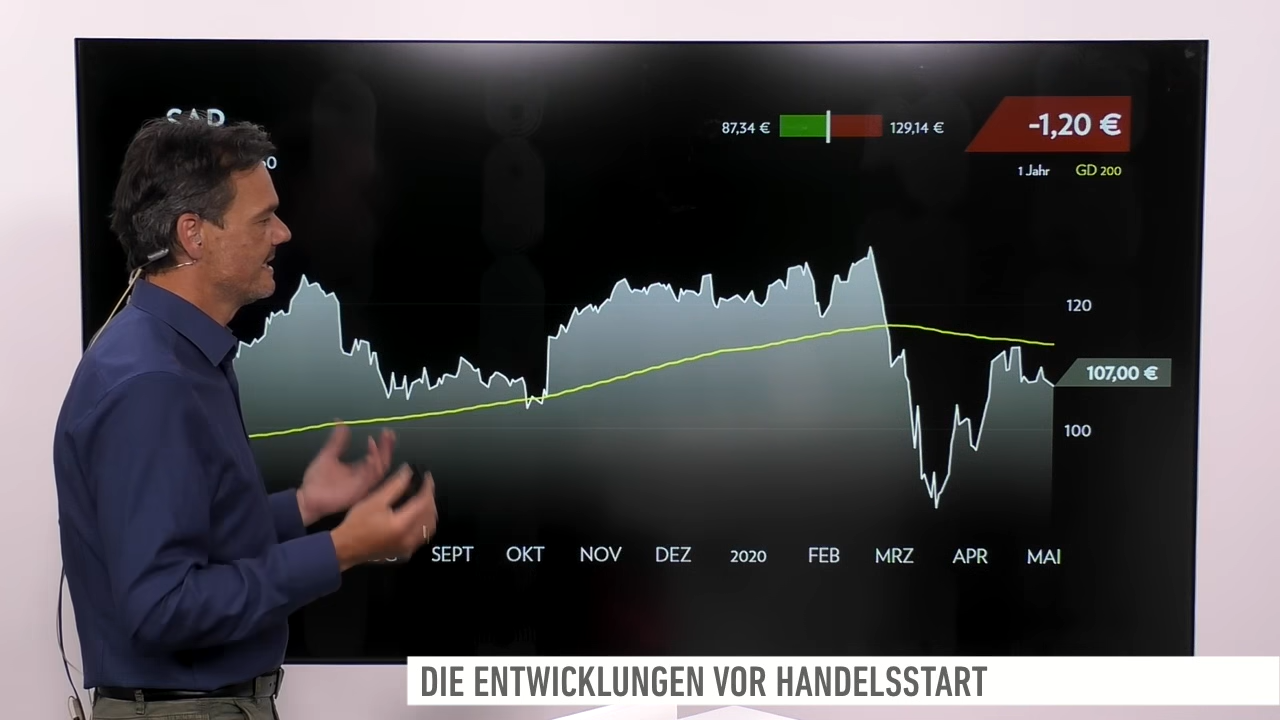 SAP
87,34 €
129,14 €
-1,20 €
1 Jahr
GD 200
120
107,00 €
100
SEPT
OKT
NOV
DEZ
2020
FEB
MRZ
APR
MAI
DIE ENTWICKLUNGEN VOR HANDELSSTART